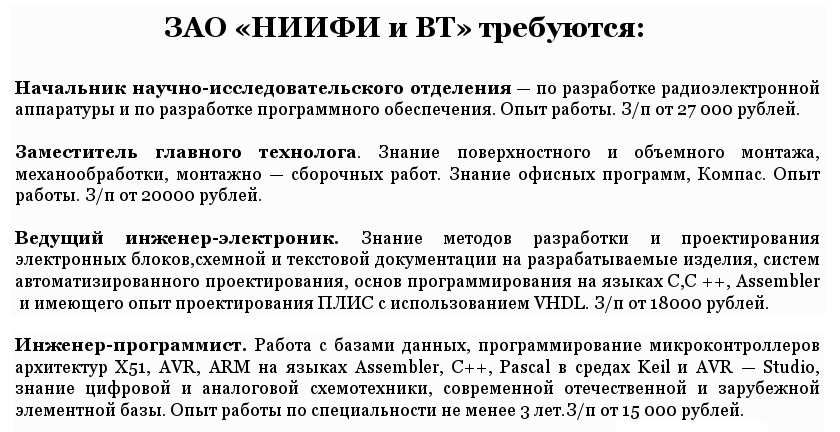 ЗАО «НИИФИ и ВТ» требуются:
Начальник научно-исследовательского отделения — по разработке радиоэлектронной
аппаратуры и по разработке программного обеспечения. Опыт работы. З/п от 27 000 рублей.
Заместитель главного технолога. Знание поверхностного и объемного монтажа,
механообработки, монтажно — сборочных работ. Знание офисных программ, Компас. Опыт
работы. З/п от 20000 рублей.
Ведущий инженер-электроник. Знание методов разработки и проектирования
электронных блоков,схемной и текстовой документации на разрабатываемые изделия, систем
автоматизированного проектирования, основ программирования на языках С,С ++, Assembler
и имеющего опыт проектирования ПЛИС с использованием VHDL. З/п от 18000 рублей.
Инженер-программист. Работа с базами данных, программирование микроконтроллеров
архитектур X51, AVR, ARM на языках Assembler, C++, Pascal в средах Keil и AVR — Studio,
знание цифровой и аналоговой схемотехники, современной отечественной и зарубежной
элементной базы. Опыт работы по специальности не менее 3 лет.З/п от 15 000 рублей.